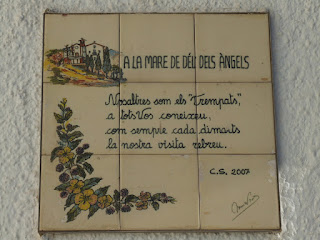 A LA MARE DE DÉU DELS ÀNGELS
Nosaltres som els "Trempats",
a tots Vos coneixeu,
com sempre cada dimarts
la nostra visita rebreu.
C.S. 2007